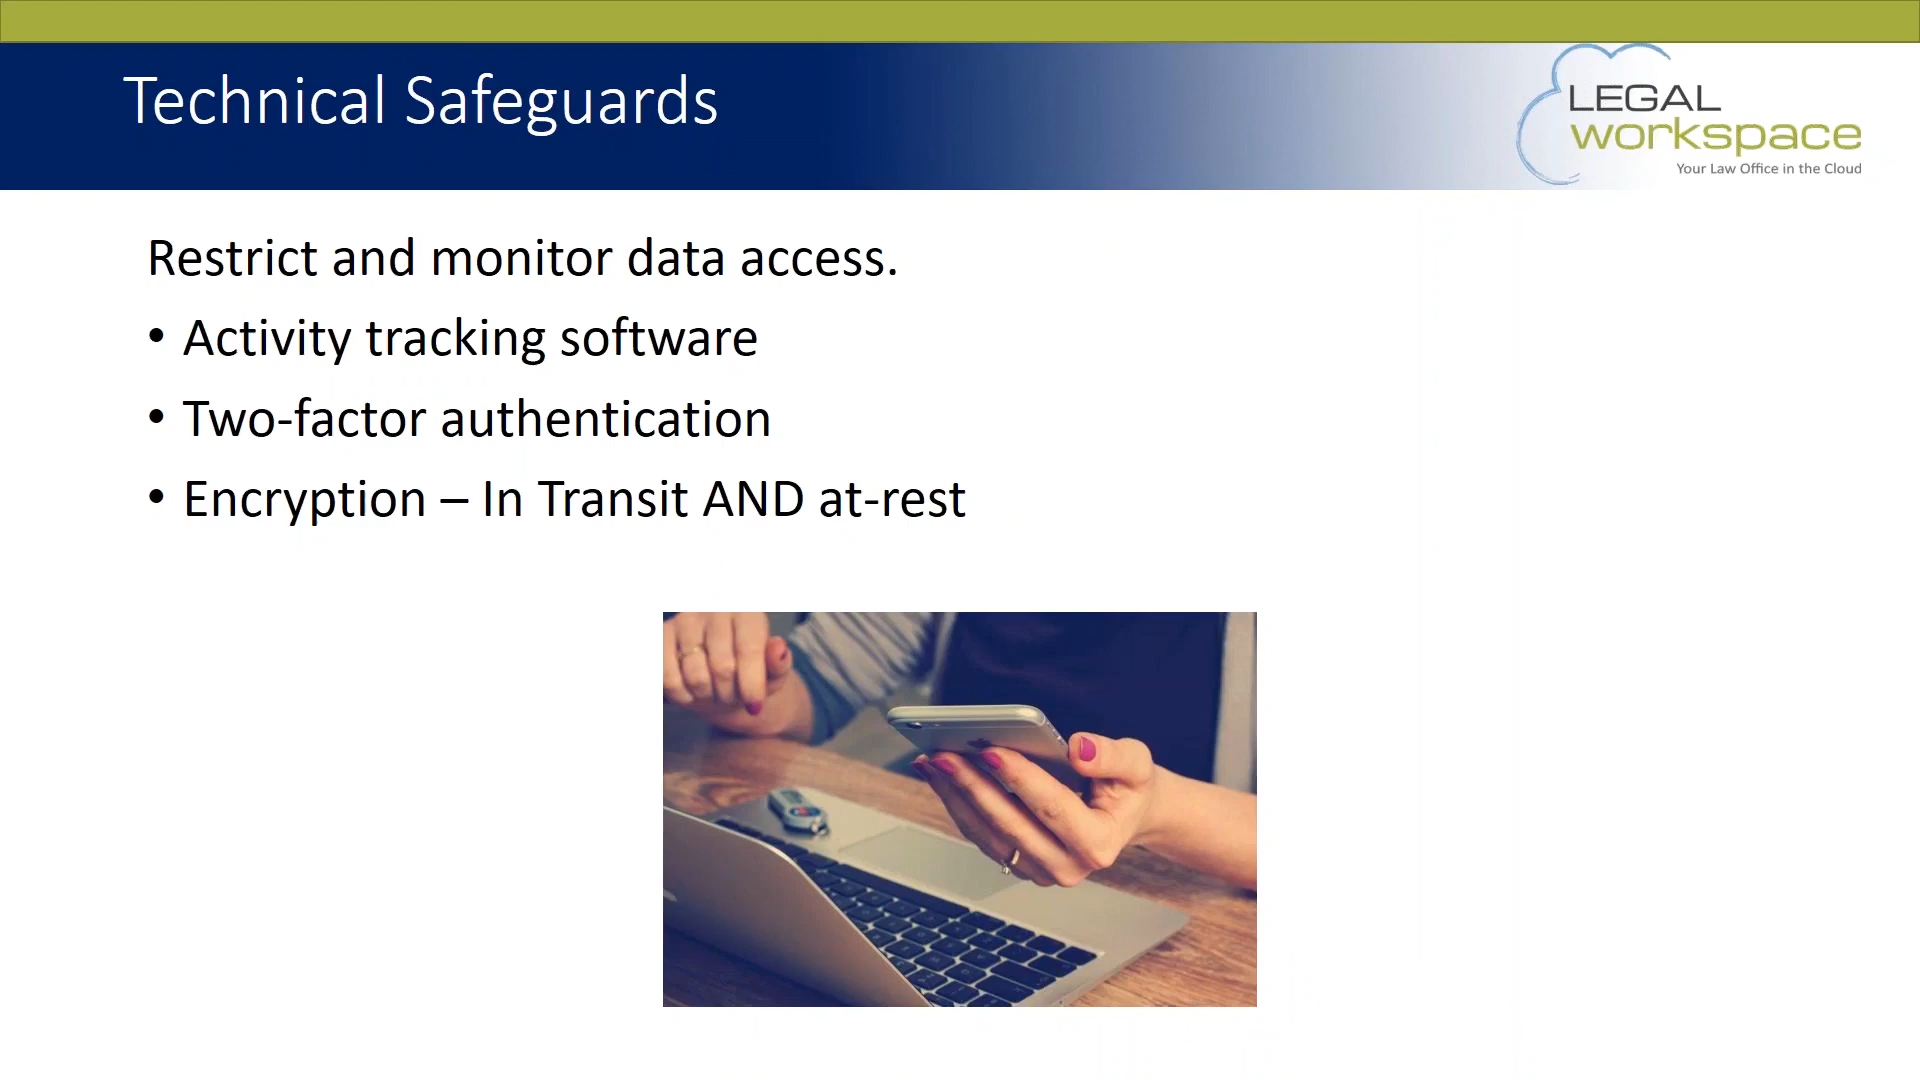 Technical Safeguards
LEGAL
workspace
Your Law Office in the Cloud
Restrict and monitor data access.
• Activity tracking software
• Two-factor authentication
• Encryption – In Transit AND at-rest